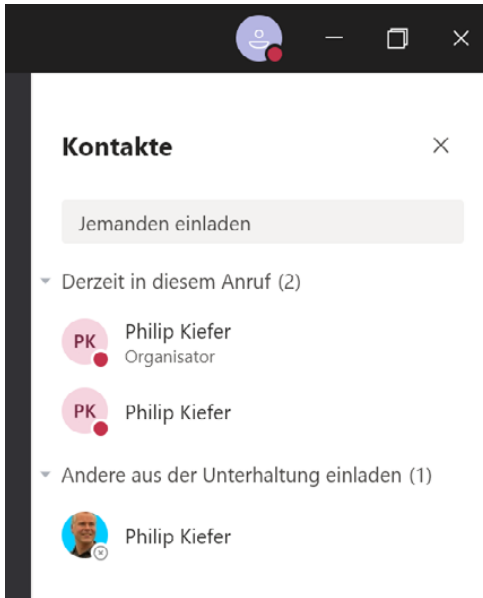 Kontakte
Jemanden einladen
Derzeit in diesem Anruf (2)
PK
Philip Kiefer
Organisator
PK
Philip Kiefer
Andere aus der Unterhaltung einladen (1)
Philip Kiefer